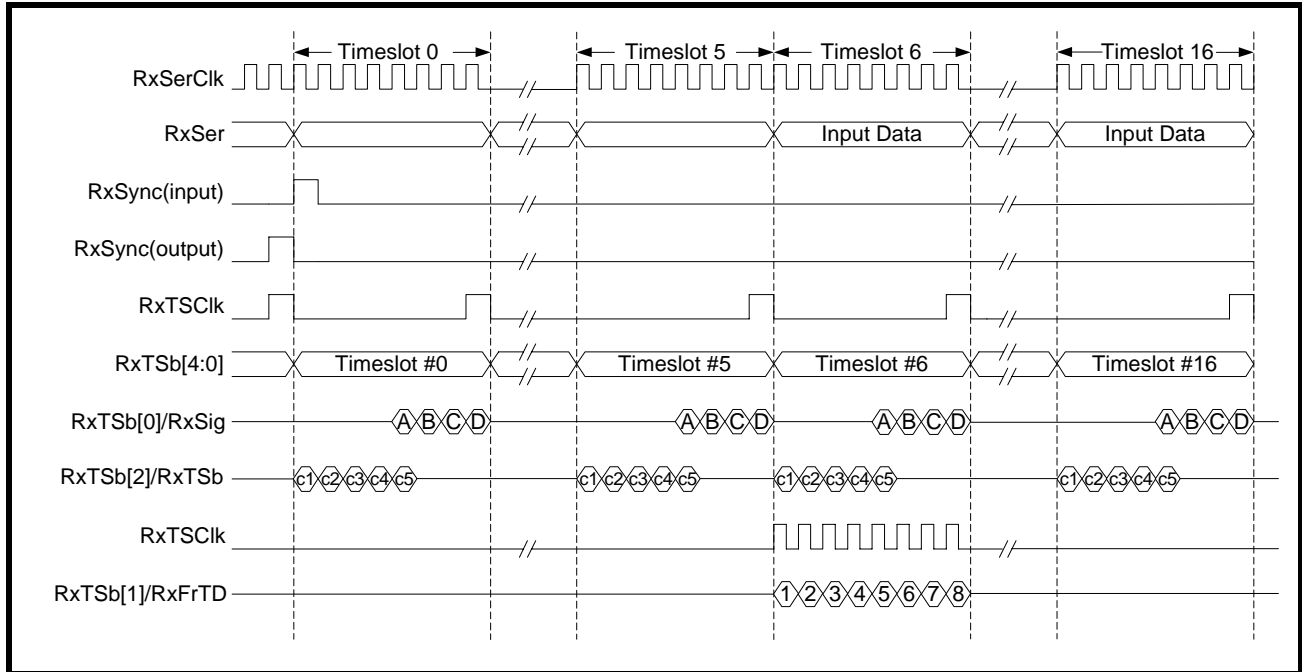 Timeslot 0 Timeslot 5 Timeslot 6 Timeslot 16
RxSerClk
RxSer Input Data Input Data
RxSync(input)
RxSync(output)
RxTSClk
RxTSb[4:0] Timeslot #0 Timeslot #5 Timeslot #6 Timeslot #16
RxTSb[0]/RxSig A B C D A B C D A B C D A B C D
RxTSb[2]/RxTSb c1 c2 c3 c4 c5 c1 c2 c3 c4 c5 c1 c2 c3 c4 c5 c1 c2 c3 c4 c5
RxTSClk
RxTSb[1]/RxFrTD 1 2 3 4 5 6 7 8